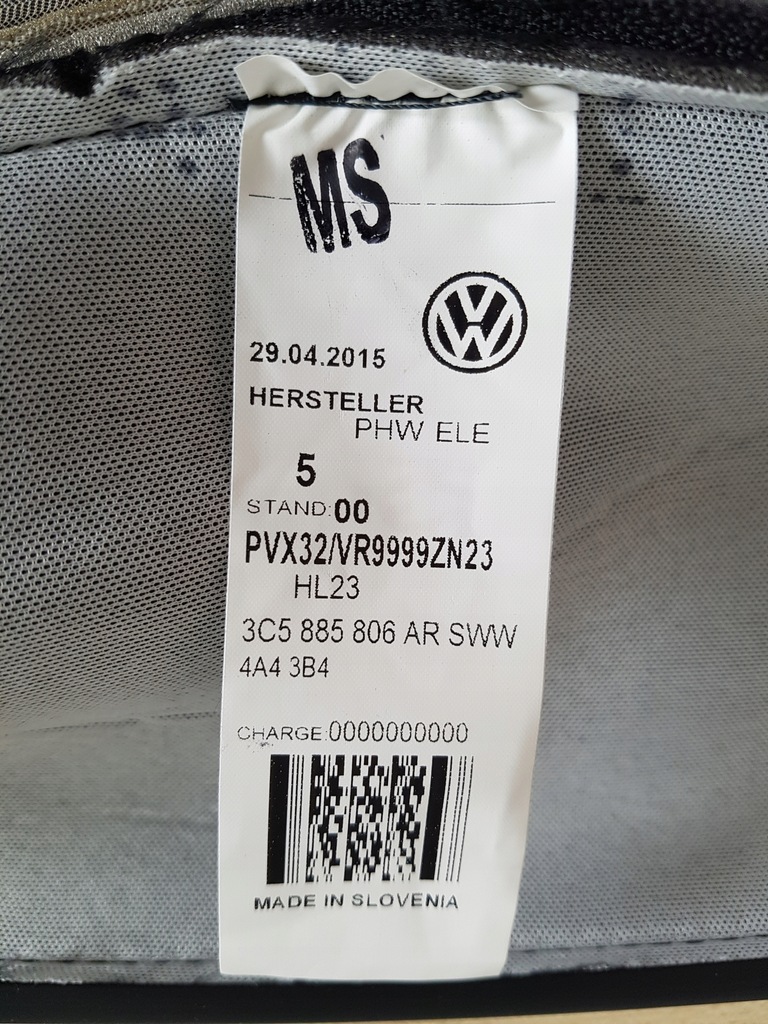 MS
29.04.2015
HERSTELLER
PHW ELE
5
STAND:00
PVX32/VR9999ZN23
HL23
3C5 885 806 AR SWW
4A4 3B4
CHARGE:0000000000
MADE IN SLOVENIA